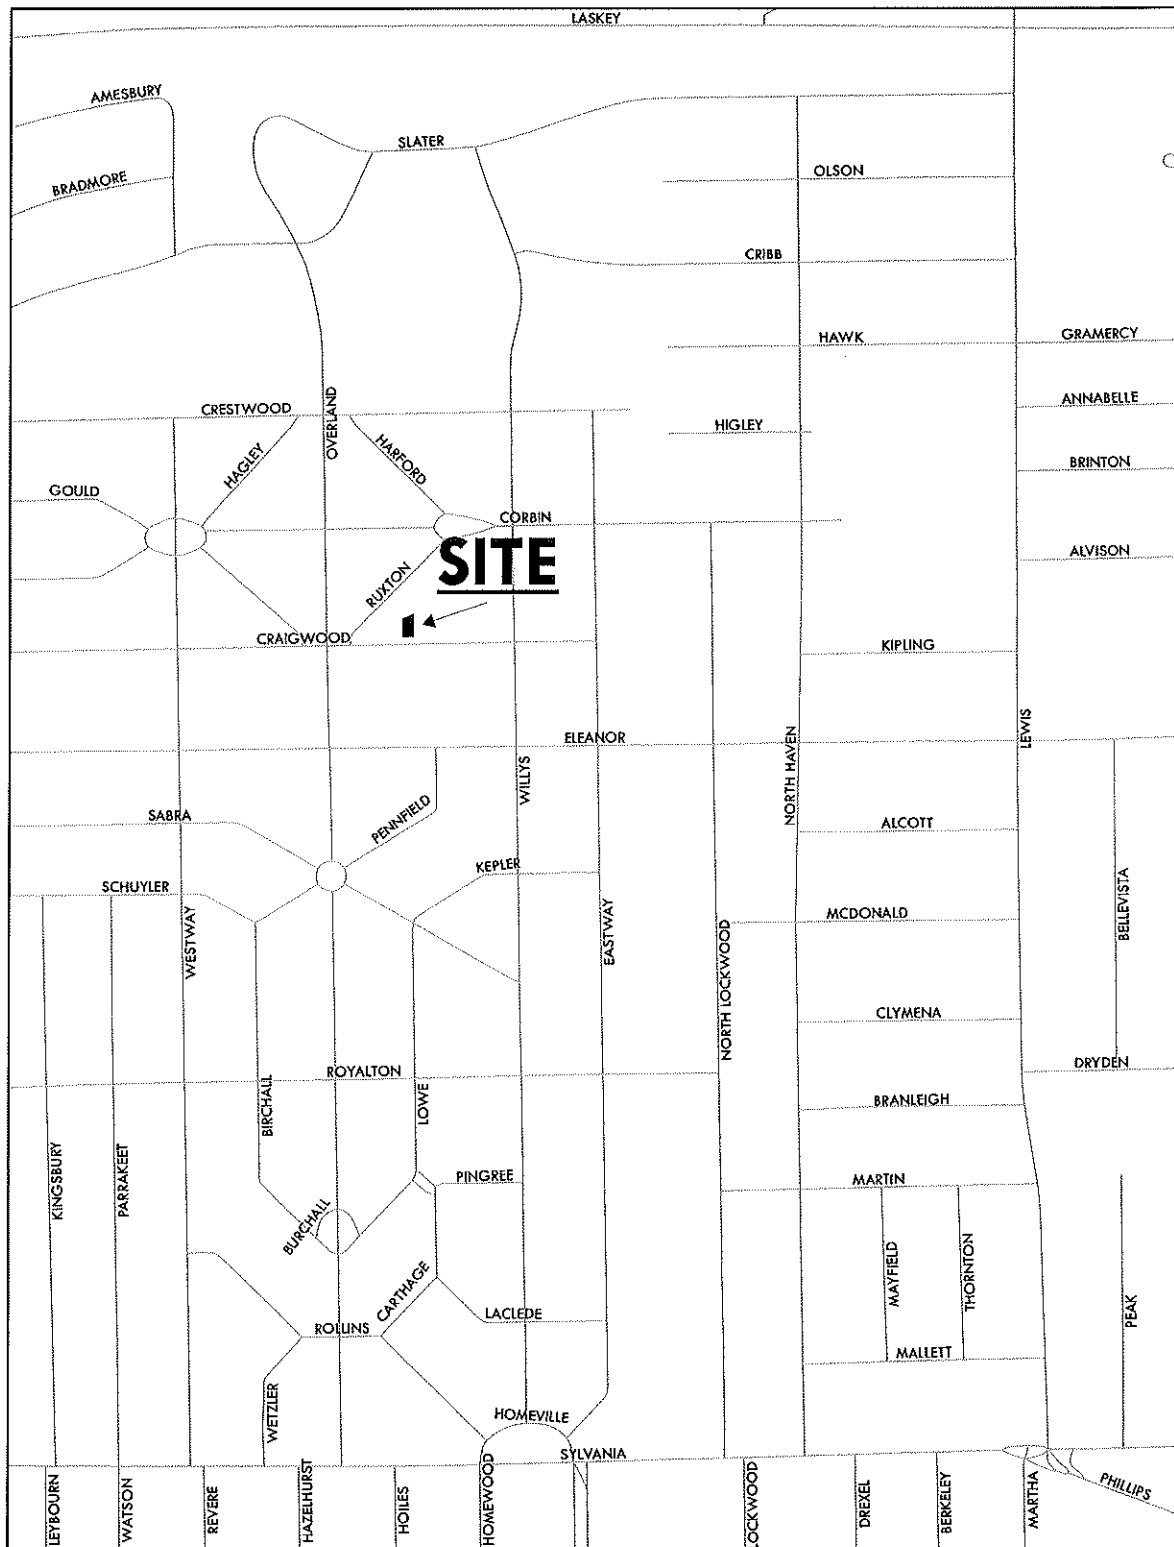 LASKEY
AMESBURY
SLATER
BRADMORE
OLSON
CRIBB
HAWK
GRAMERCY
ANNABELLE
CRESTWOOD
OVERLAND
HIGLEY
HAGLEY
HARFORD
BRINTON
GOULD
CORBIN
SITE
ALVISON
RUXTON
CRAIGWOOD
KIPLING
ELEANOR
LEWIS
WILLYS
NORTH HAVEN
SABRA
PENNFIELD
ALCOTT
KEPLER
SCHUYLER
MCDONALD
BELLEVISTA
WESTWAY
EASTWAY
NORTH LOCKWOOD
CLYMENA
ROYALTON
DRYDEN
BIRCHALL
LOWE
BRANLEIGH
KINGSBURY
PARRAKEET
PINGREE
MARTIN
BURCHALL
MAYFIELD
THORNTON
CARTHAGE
LACLEDE
PEAK
ROLLINS
MALLETT
WETZLER
HOMEVILLE
SYLVANIA
LEYBOURN
WATSON
REVERE
HAZELHURST
HOILES
HOMEWOOD
LOCKWOOD
DREXEL
BERKELEY
MARTHA
PHILLIPS